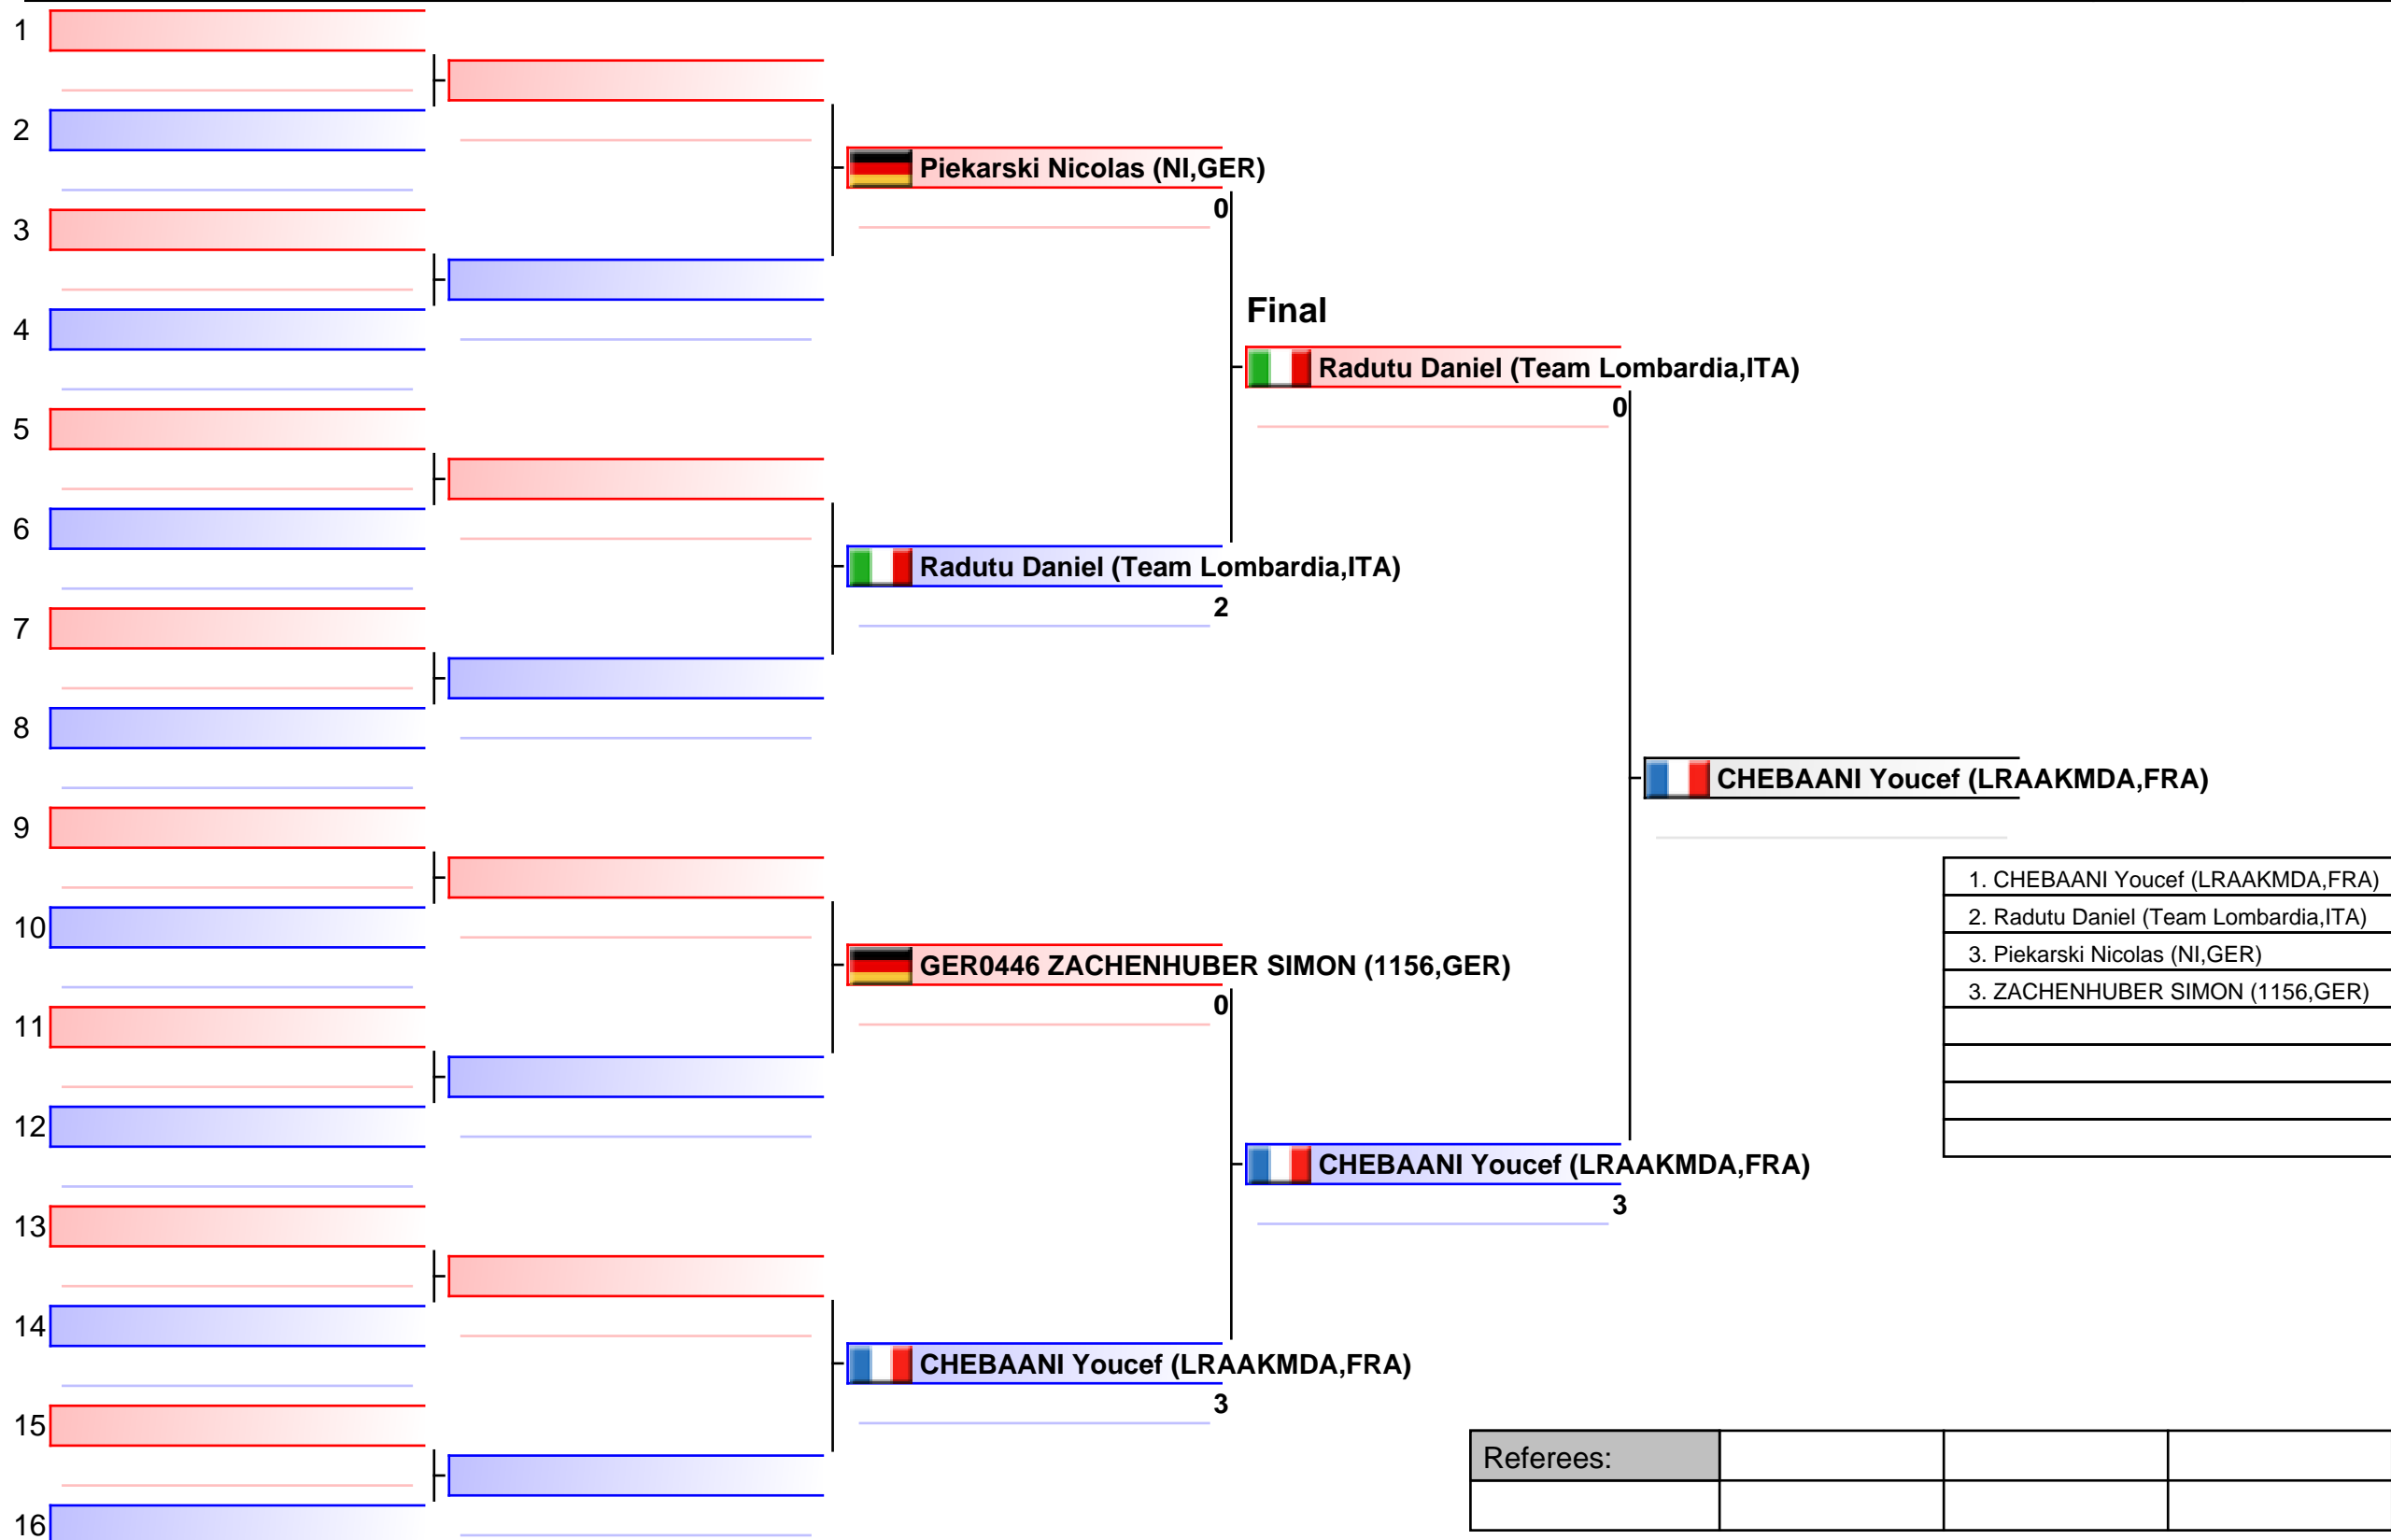 1
2
Piekarski Nicolas (NI,GER)
0
3
Final
4
Radutu Daniel (Team Lombardia,ITA)
0
5
6
Radutu Daniel (Team Lombardia,ITA)
2
7
8
CHEBAANI Youcef (LRAAKMDA,FRA)
9
1. CHEBAANI Youcef (LRAAKMDA,FRA)
2. Radutu Daniel (Team Lombardia,ITA)
3. Piekarski Nicolas (NI,GER)
3. ZACHENHUBER SIMON (1156,GER)
10
GER0446 ZACHENHUBER SIMON (1156,GER)
0
11
12
CHEBAANI Youcef (LRAAKMDA,FRA)
3
13
14
CHEBAANI Youcef (LRAAKMDA,FRA)
3
15
Referees:
16